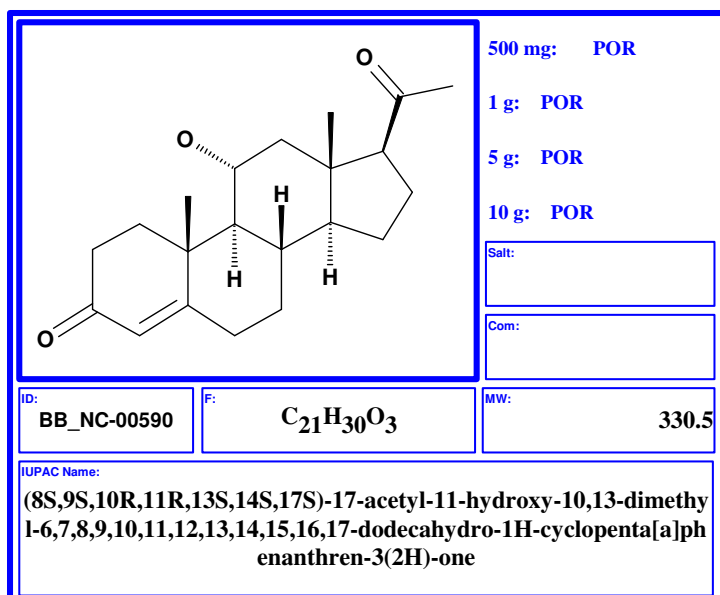 O
O
H
H
H
O
500 mg: POR
1 g: POR
5 g: POR
10 g: POR
Salt:
Com:
ID:
BB_NC-00590
F:
C21H30O3
MW:
330.5
IUPAC Name:
(8S,9S,10R,11R,13S,14S,17S)-17-acetyl-11-hydroxy-10,13-dimethy
l-6,7,8,9,10,11,12,13,14,15,16,17-dodecahydro-1H-cyclopenta[a]ph
enanthren-3(2H)-one